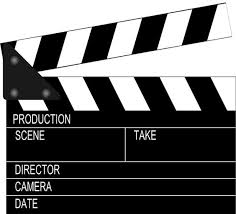 PRODUCTION
SCENE TAKE
DIRECTOR
CAMERA
DATE